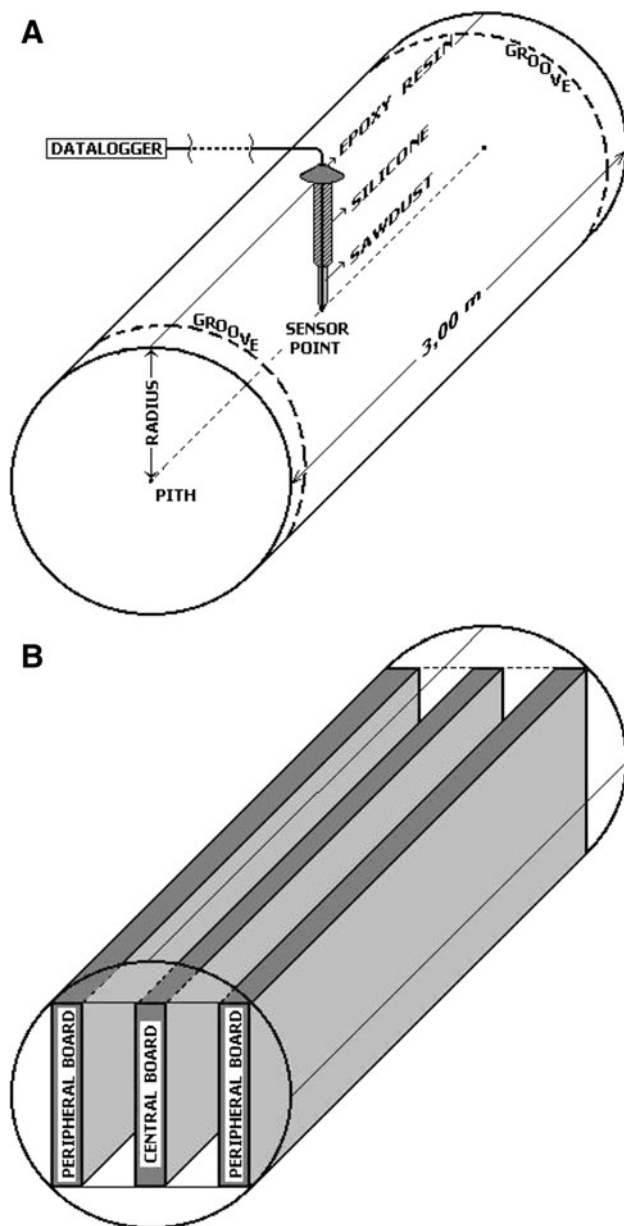 A
GROOVE
EPOXY RESIN
DATALOGGER
SILICONE
SAWDUST
GROOVE
SENSOR
POINT
3,00 m
RADIUS
PITH
B
PERIPHERAL BOARD
CENTRAL BOARD
PERIPHERAL BOARD